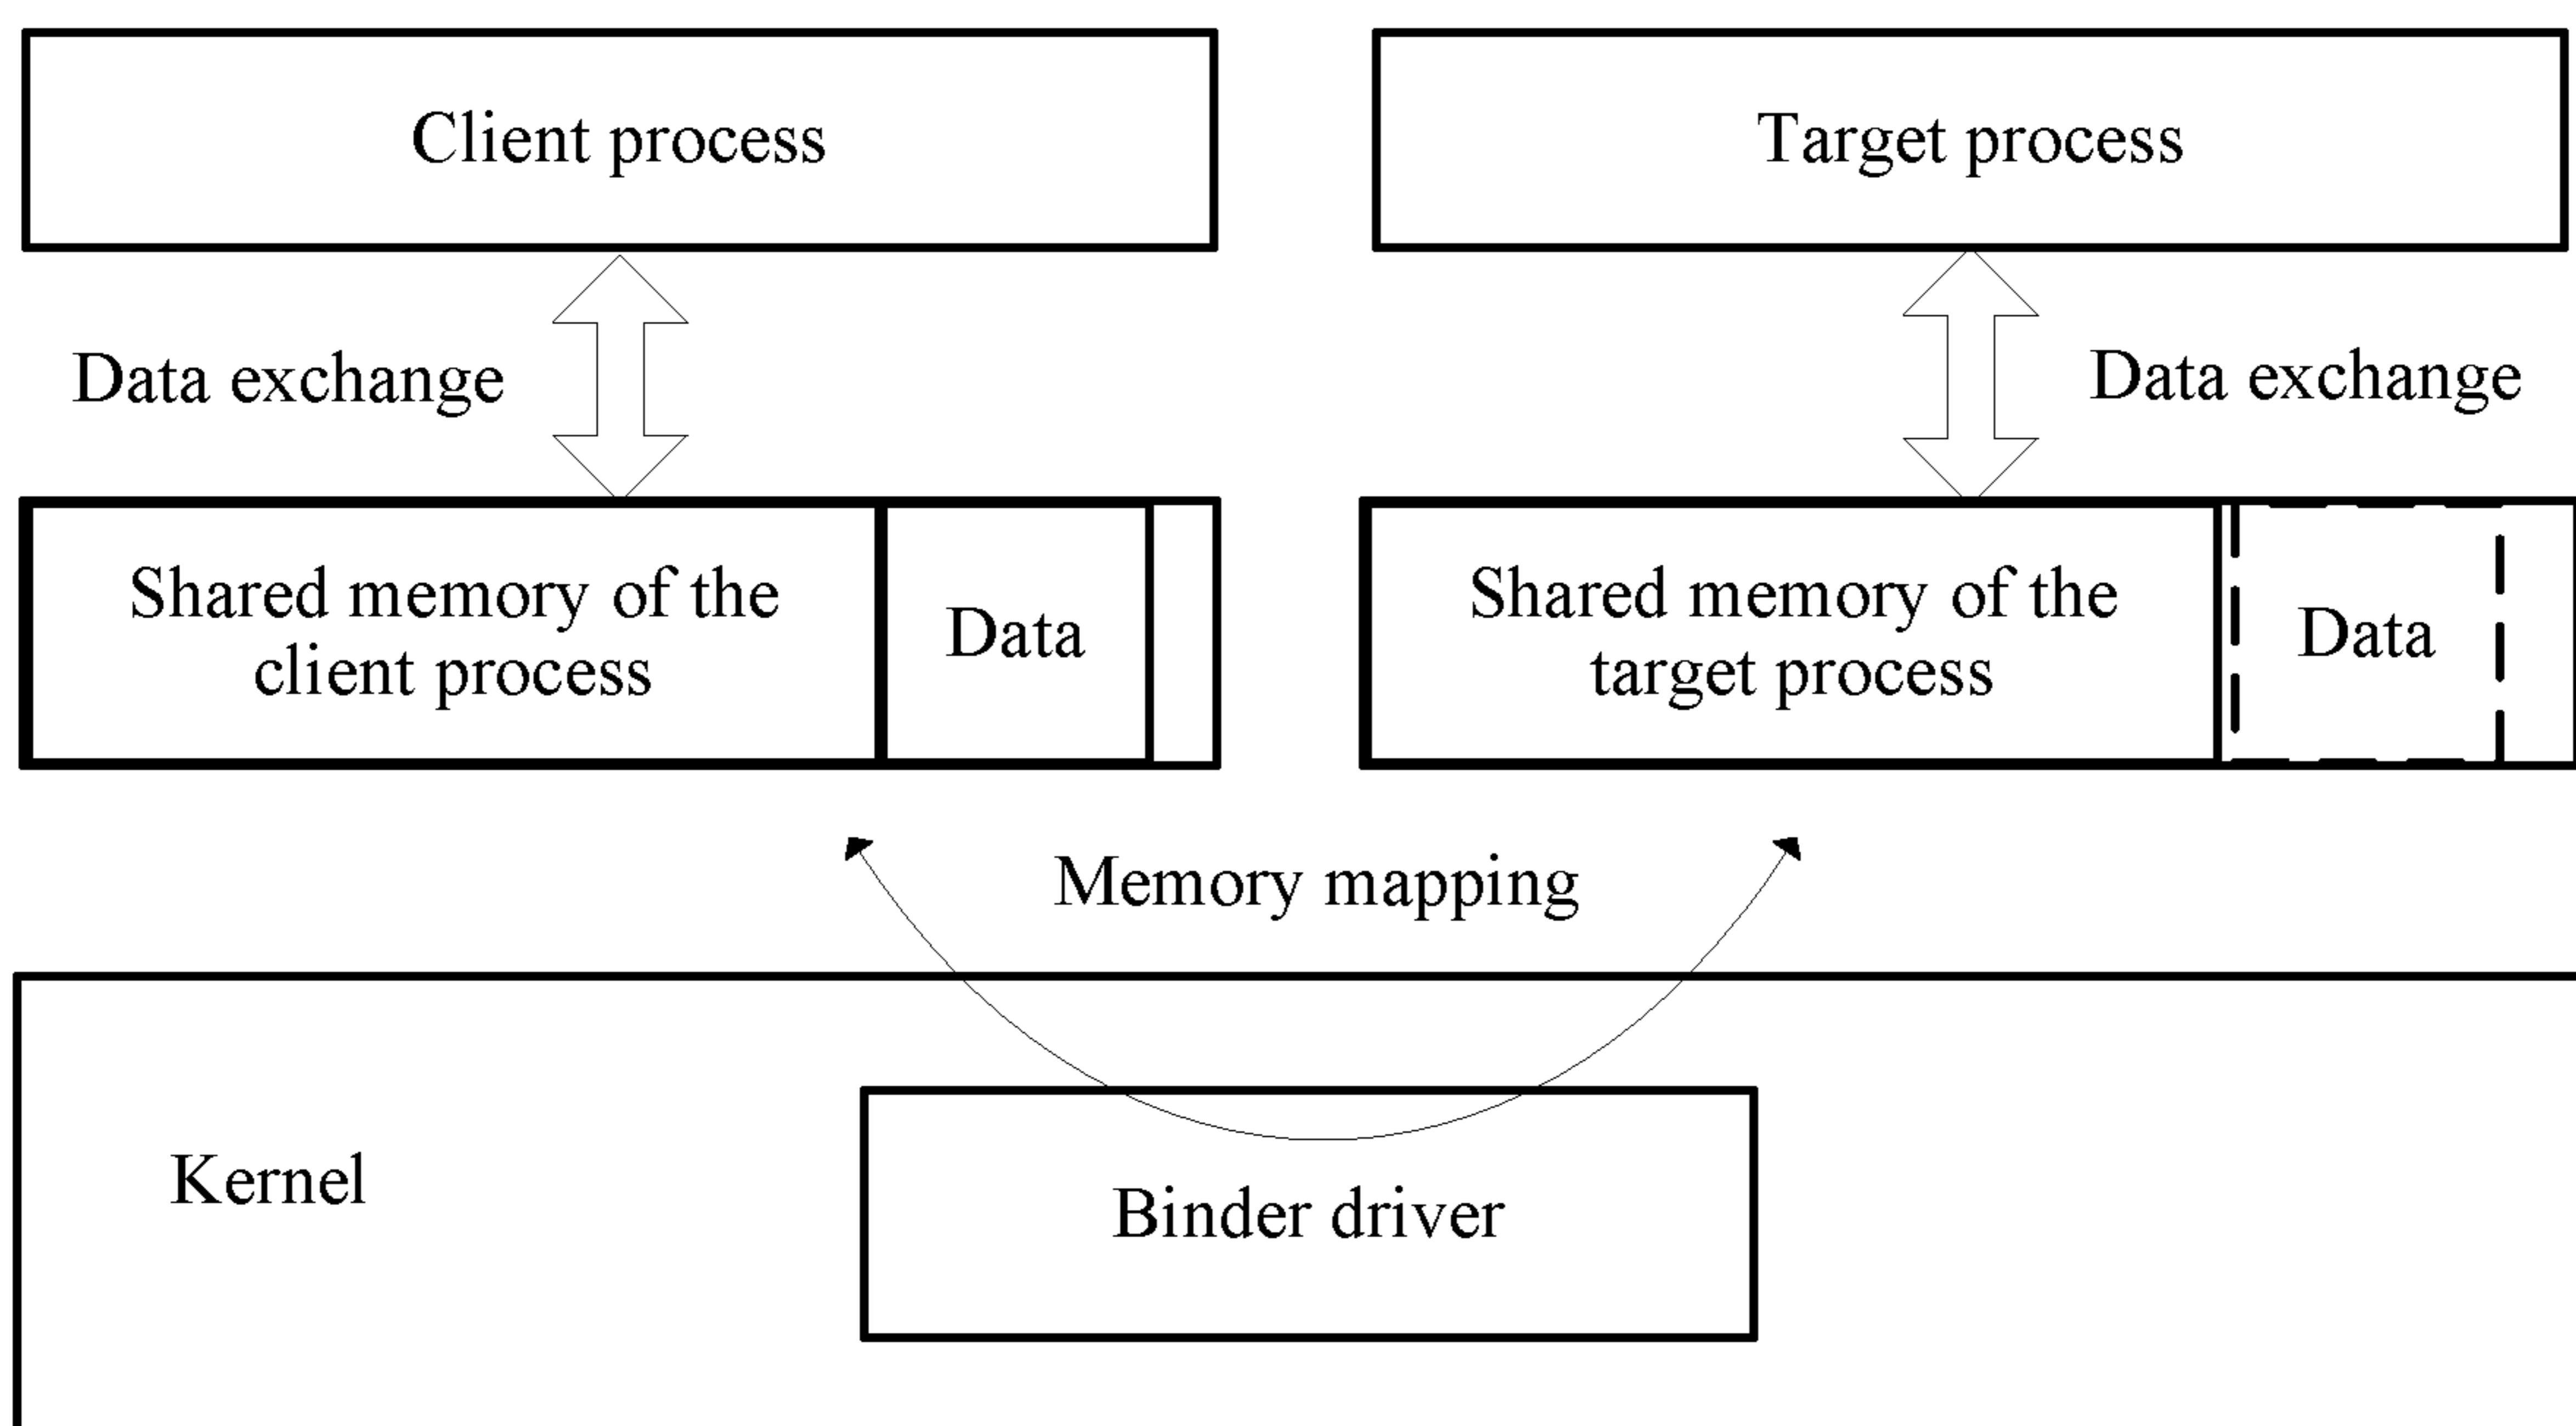 Client process
Target process
Data exchange
Data exchange
Shared memory of the
client process
Data
Shared memory of the
target process
Data
Memory mapping
Kernel
Binder driver